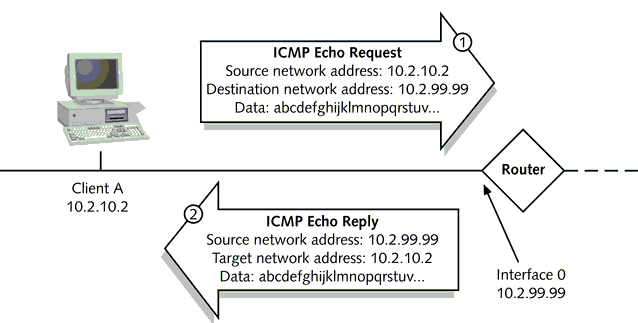 1
ICMP Echo Request
Source network address: 10.2.10.2
Destination network address: 10.2.99.99
Data: abcdefghijklmnopqrstuv...
Router
Client A
10.2.10.2
2
ICMP Echo Reply
Source network address: 10.2.99.99
Target network address: 10.2.10.2
Data: abcdefghijklmnopqrstuv...
Interface 0
10.2.99.99